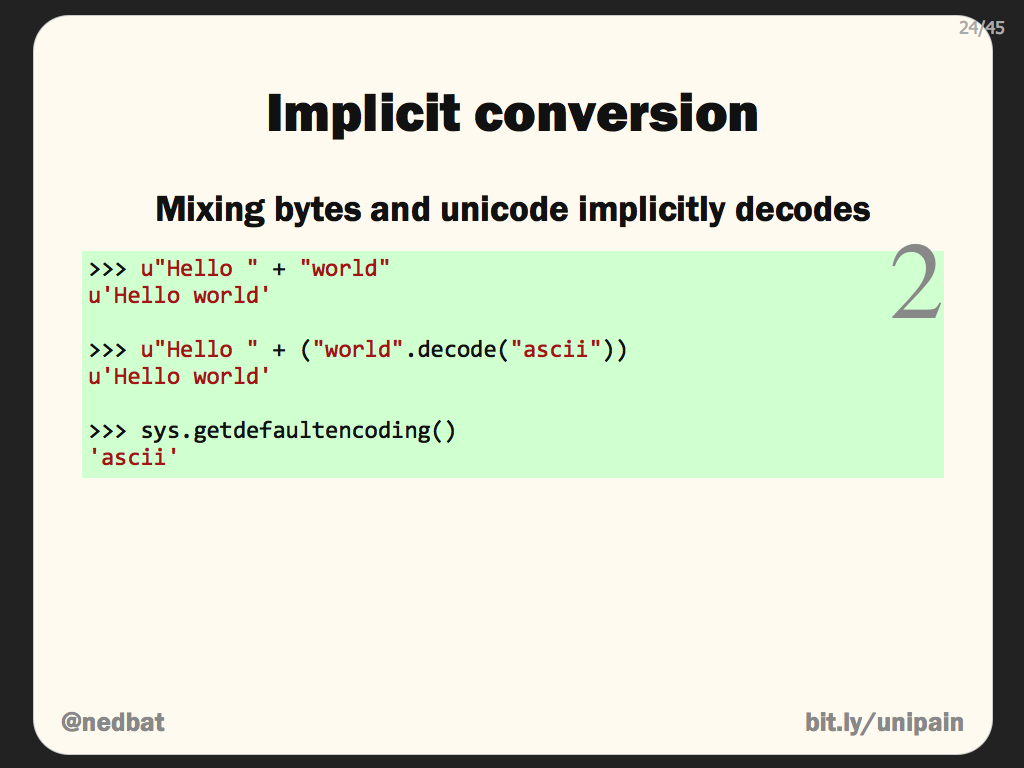 24/45
Implicit conversion
Mixing bytes and unicode implicitly decodes
2
>>> u"Hello " + "world"
u'Hello world'
>>> u"Hello " + ("world".decode("ascii"))
u'Hello world'
>>> sys.getdefaultencoding()
'ascii'
@nedbat
bit.ly/unipain